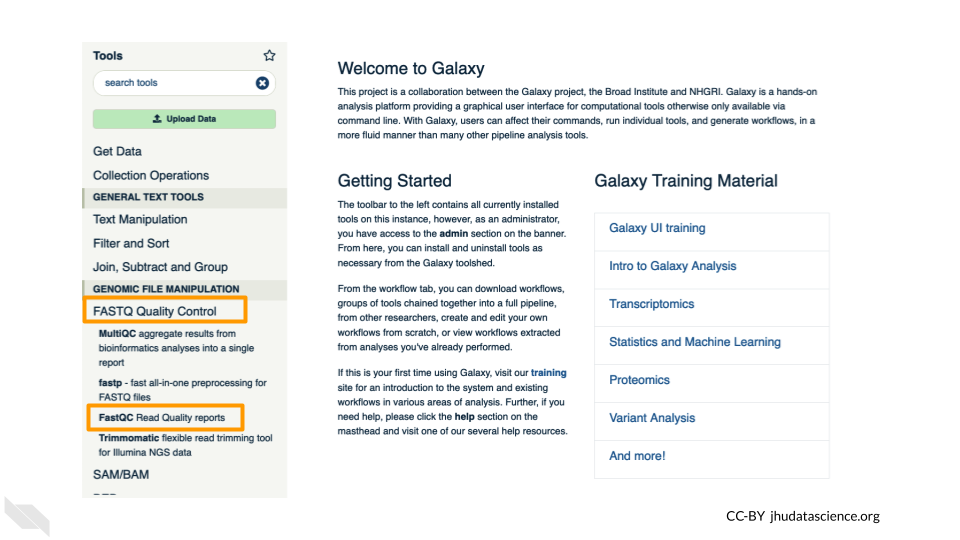 Tools
search tools
Upload Data
Get Data
Collection Operations
GENERAL TEXT TOOLS
Text Manipulation
Filter and Sort
Join, Subtract and Group
GENOMIC FILE MANIPULATION
FASTQ Quality Control
MultiQC aggregate results from
bioinformatics analyses into a single
report
fastp - fast all-in-one preprocessing for
FASTQ files
FastQC Read Quality reports
Trimmomatic flexible read trimming tool
for Illumina NGS data
SAM/BAM
Welcome to Galaxy
This project is a collaboration between the Galaxy project, the Broad Institute and NHGRI. Galaxy is a hands-on
analysis platform providing a graphical user interface for computational tools otherwise only available via
command line. With Galaxy, users can affect their commands, run individual tools, and generate workflows, in a
more fluid manner than many other pipeline analysis tools.
Getting Started
The toolbar to the left contains all currently installed
tools on this instance, however, as an administrator,
you have access to the admin section on the banner.
From here, you can install and uninstall tools as
necessary from the Galaxy toolshed.
From the workflow tab, you can download workflows,
groups of tools chained together into a full pipeline,
from other researchers, create and edit your own
workflows from scratch, or view workflows extracted
from analyses you've already performed.
If this is your first time using Galaxy, visit our training
site for an introduction to the system and existing
workflows in various areas of analysis. Further, if you
need help, please click the help section on the
masthead and visit one of our several help resources.
Galaxy Training Material
Galaxy UI training
Intro to Galaxy Analysis
Transcriptomics
Statistics and Machine Learning
Proteomics
Variant Analysis
And more!
CC-BY jhudatascience.org